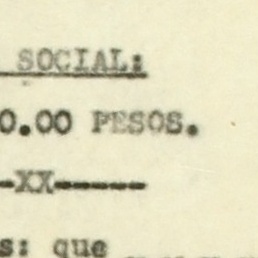 SOCIAL:
0.00 PESOS.
-XX------
s: que